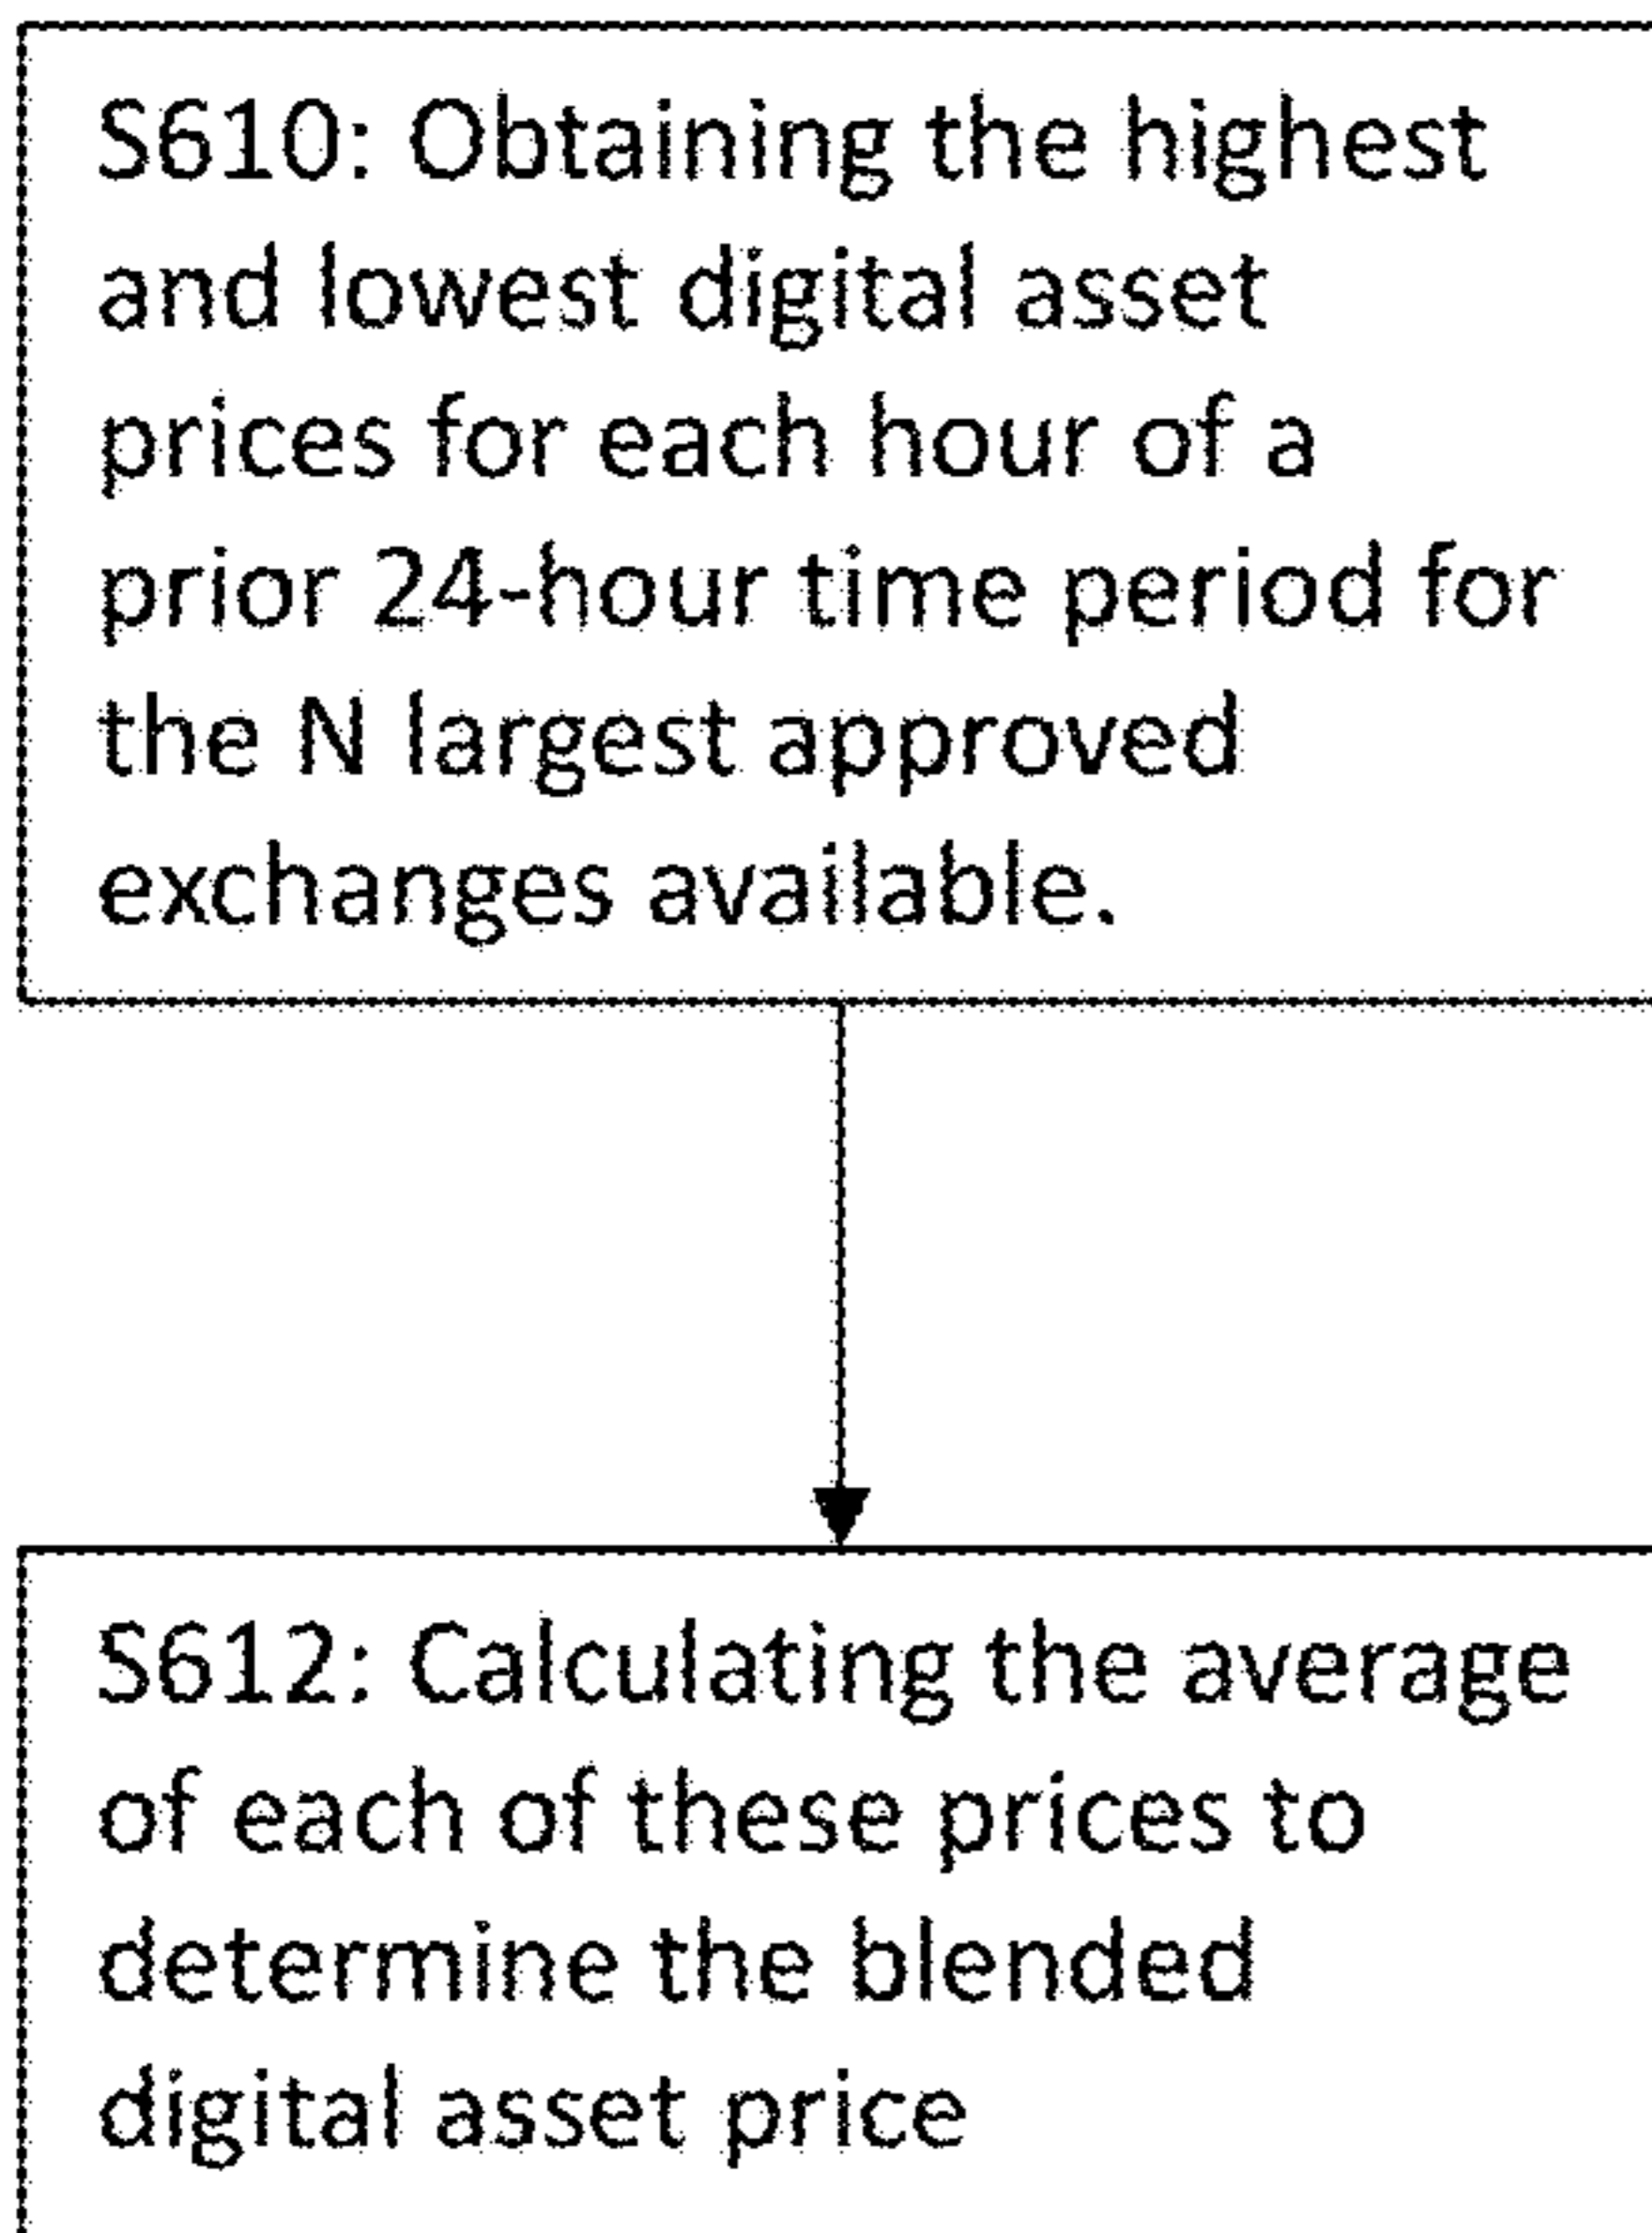 S610: Obtaining the highest
and lowest digital asset
prices for each hour of a
prior 24-hour time period for
the N largest approved
exchanges available.
S612: Calculating the average
of each of these prices to
determine the blended
digital asset price